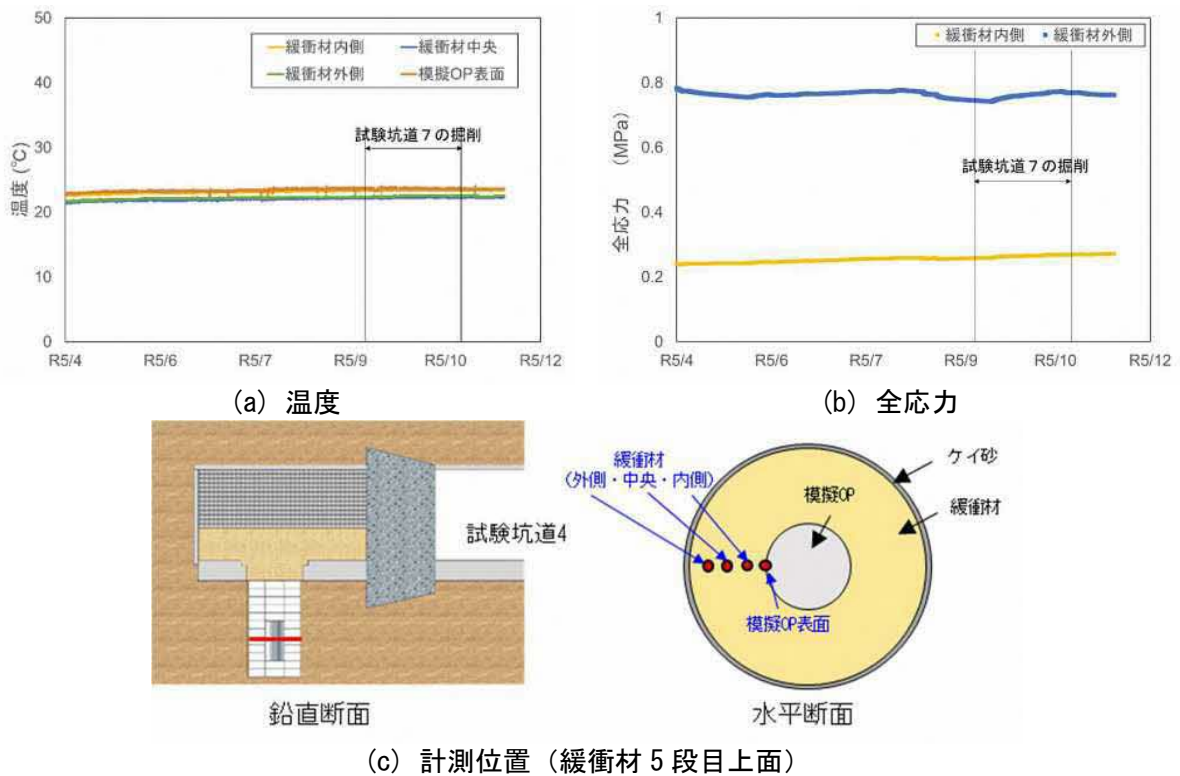 50
40
30
20
10
0
温度 (℃)
緩衝材内側
緩衝材中央
緩衝材外側
模擬OP表面
試験坑道７の掘削
R5/4 R5/6 R5/7 R5/9 R5/10 R5/12
(a) 温度
1
0.8
0.6
0.4
0.2
0
全応力 (MPa)
緩衝材内側
緩衝材外側
試験坑道７の掘削
R5/4 R5/6 R5/7 R5/9 R5/10 R5/12
(b) 全応力
試験坑道4
鉛直断面
緩衝材
(外側・中央・内側)
模擬OP
ケイ砂
緩衝材
模擬OP表面
水平断面
(c) 計測位置（緩衝材５段目上面）